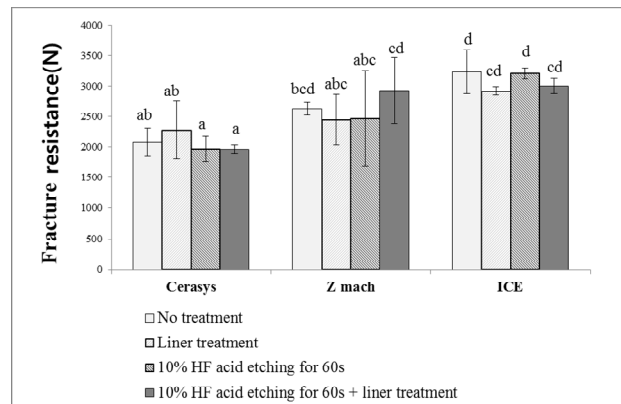 Fracture resistance(N)
4000
3500
3000
2500
2000
1500
1000
500
0
ab
ab
a
a
bcd
abc
abc
cd
d
cd
d
cd
Cerasys
Z mach
ICE
No treatment
Liner treatment
10% HF acid etching for 60s
10% HF acid etching for 60s + liner treatment